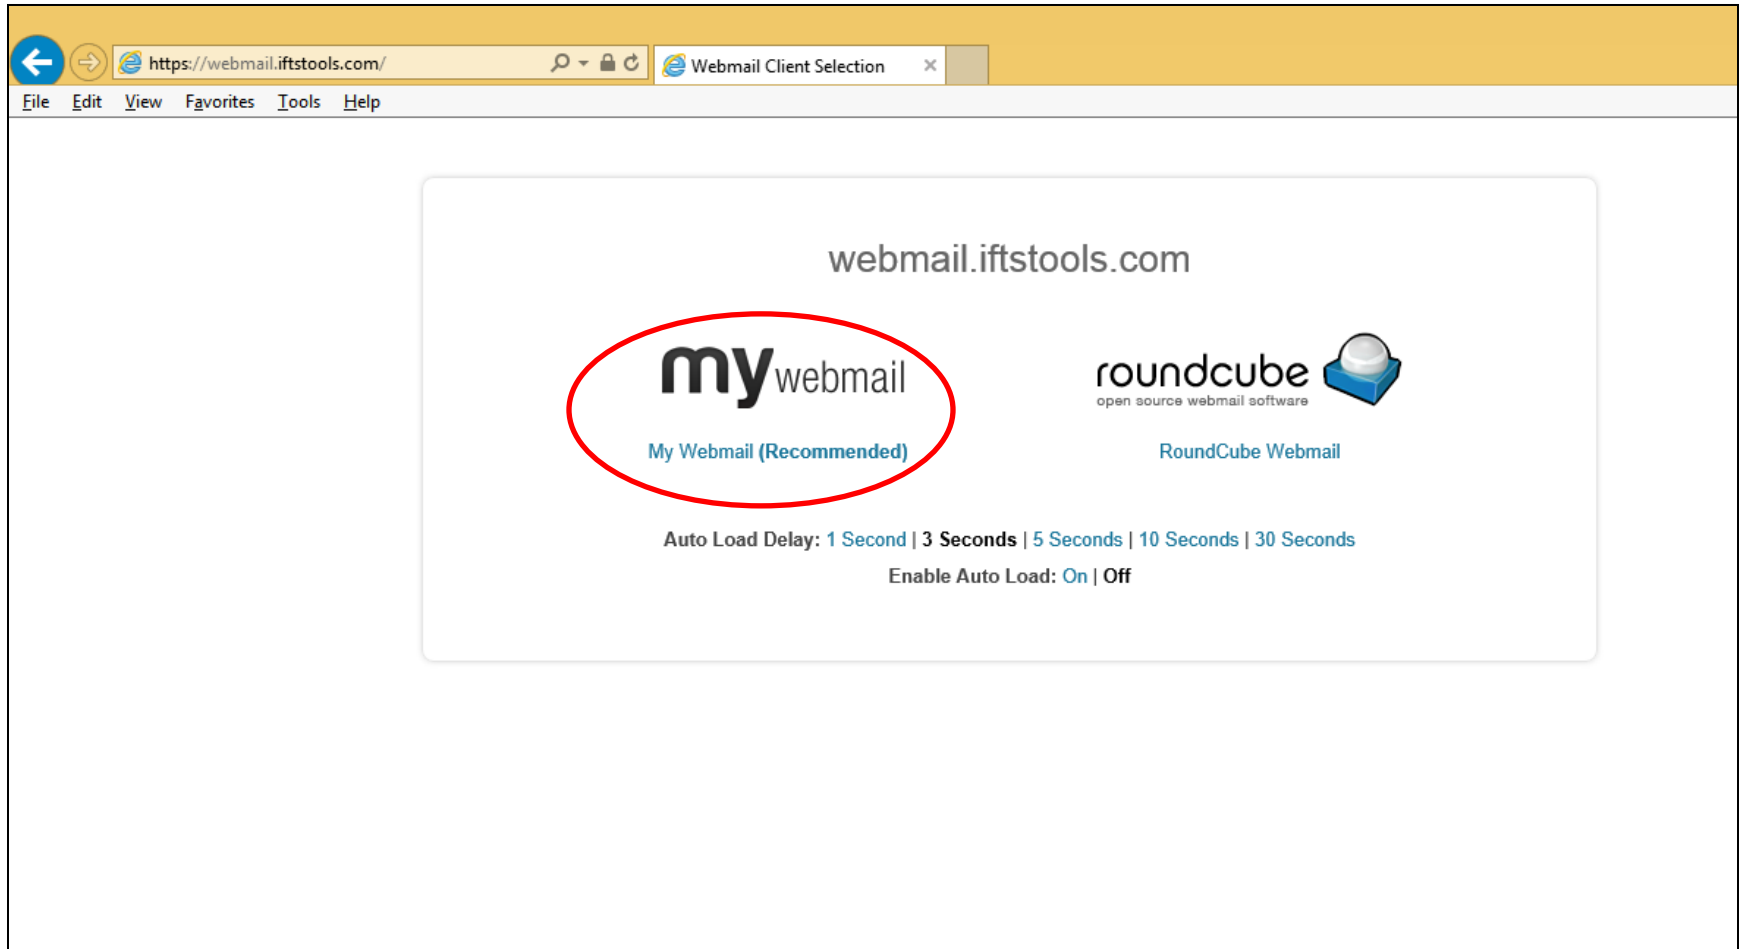 https://webmail.iftstools.com/
Webmail Client Selection
File Edit View Favorites Tools Help
webmail.iftstools.com
mywebmail
roundcube
open source webmail software
My Webmail (Recommended)
RoundCube Webmail
Auto Load Delay: 1 Second | 3 Seconds | 5 Seconds | 10 Seconds | 30 Seconds
Enable Auto Load: On | Off